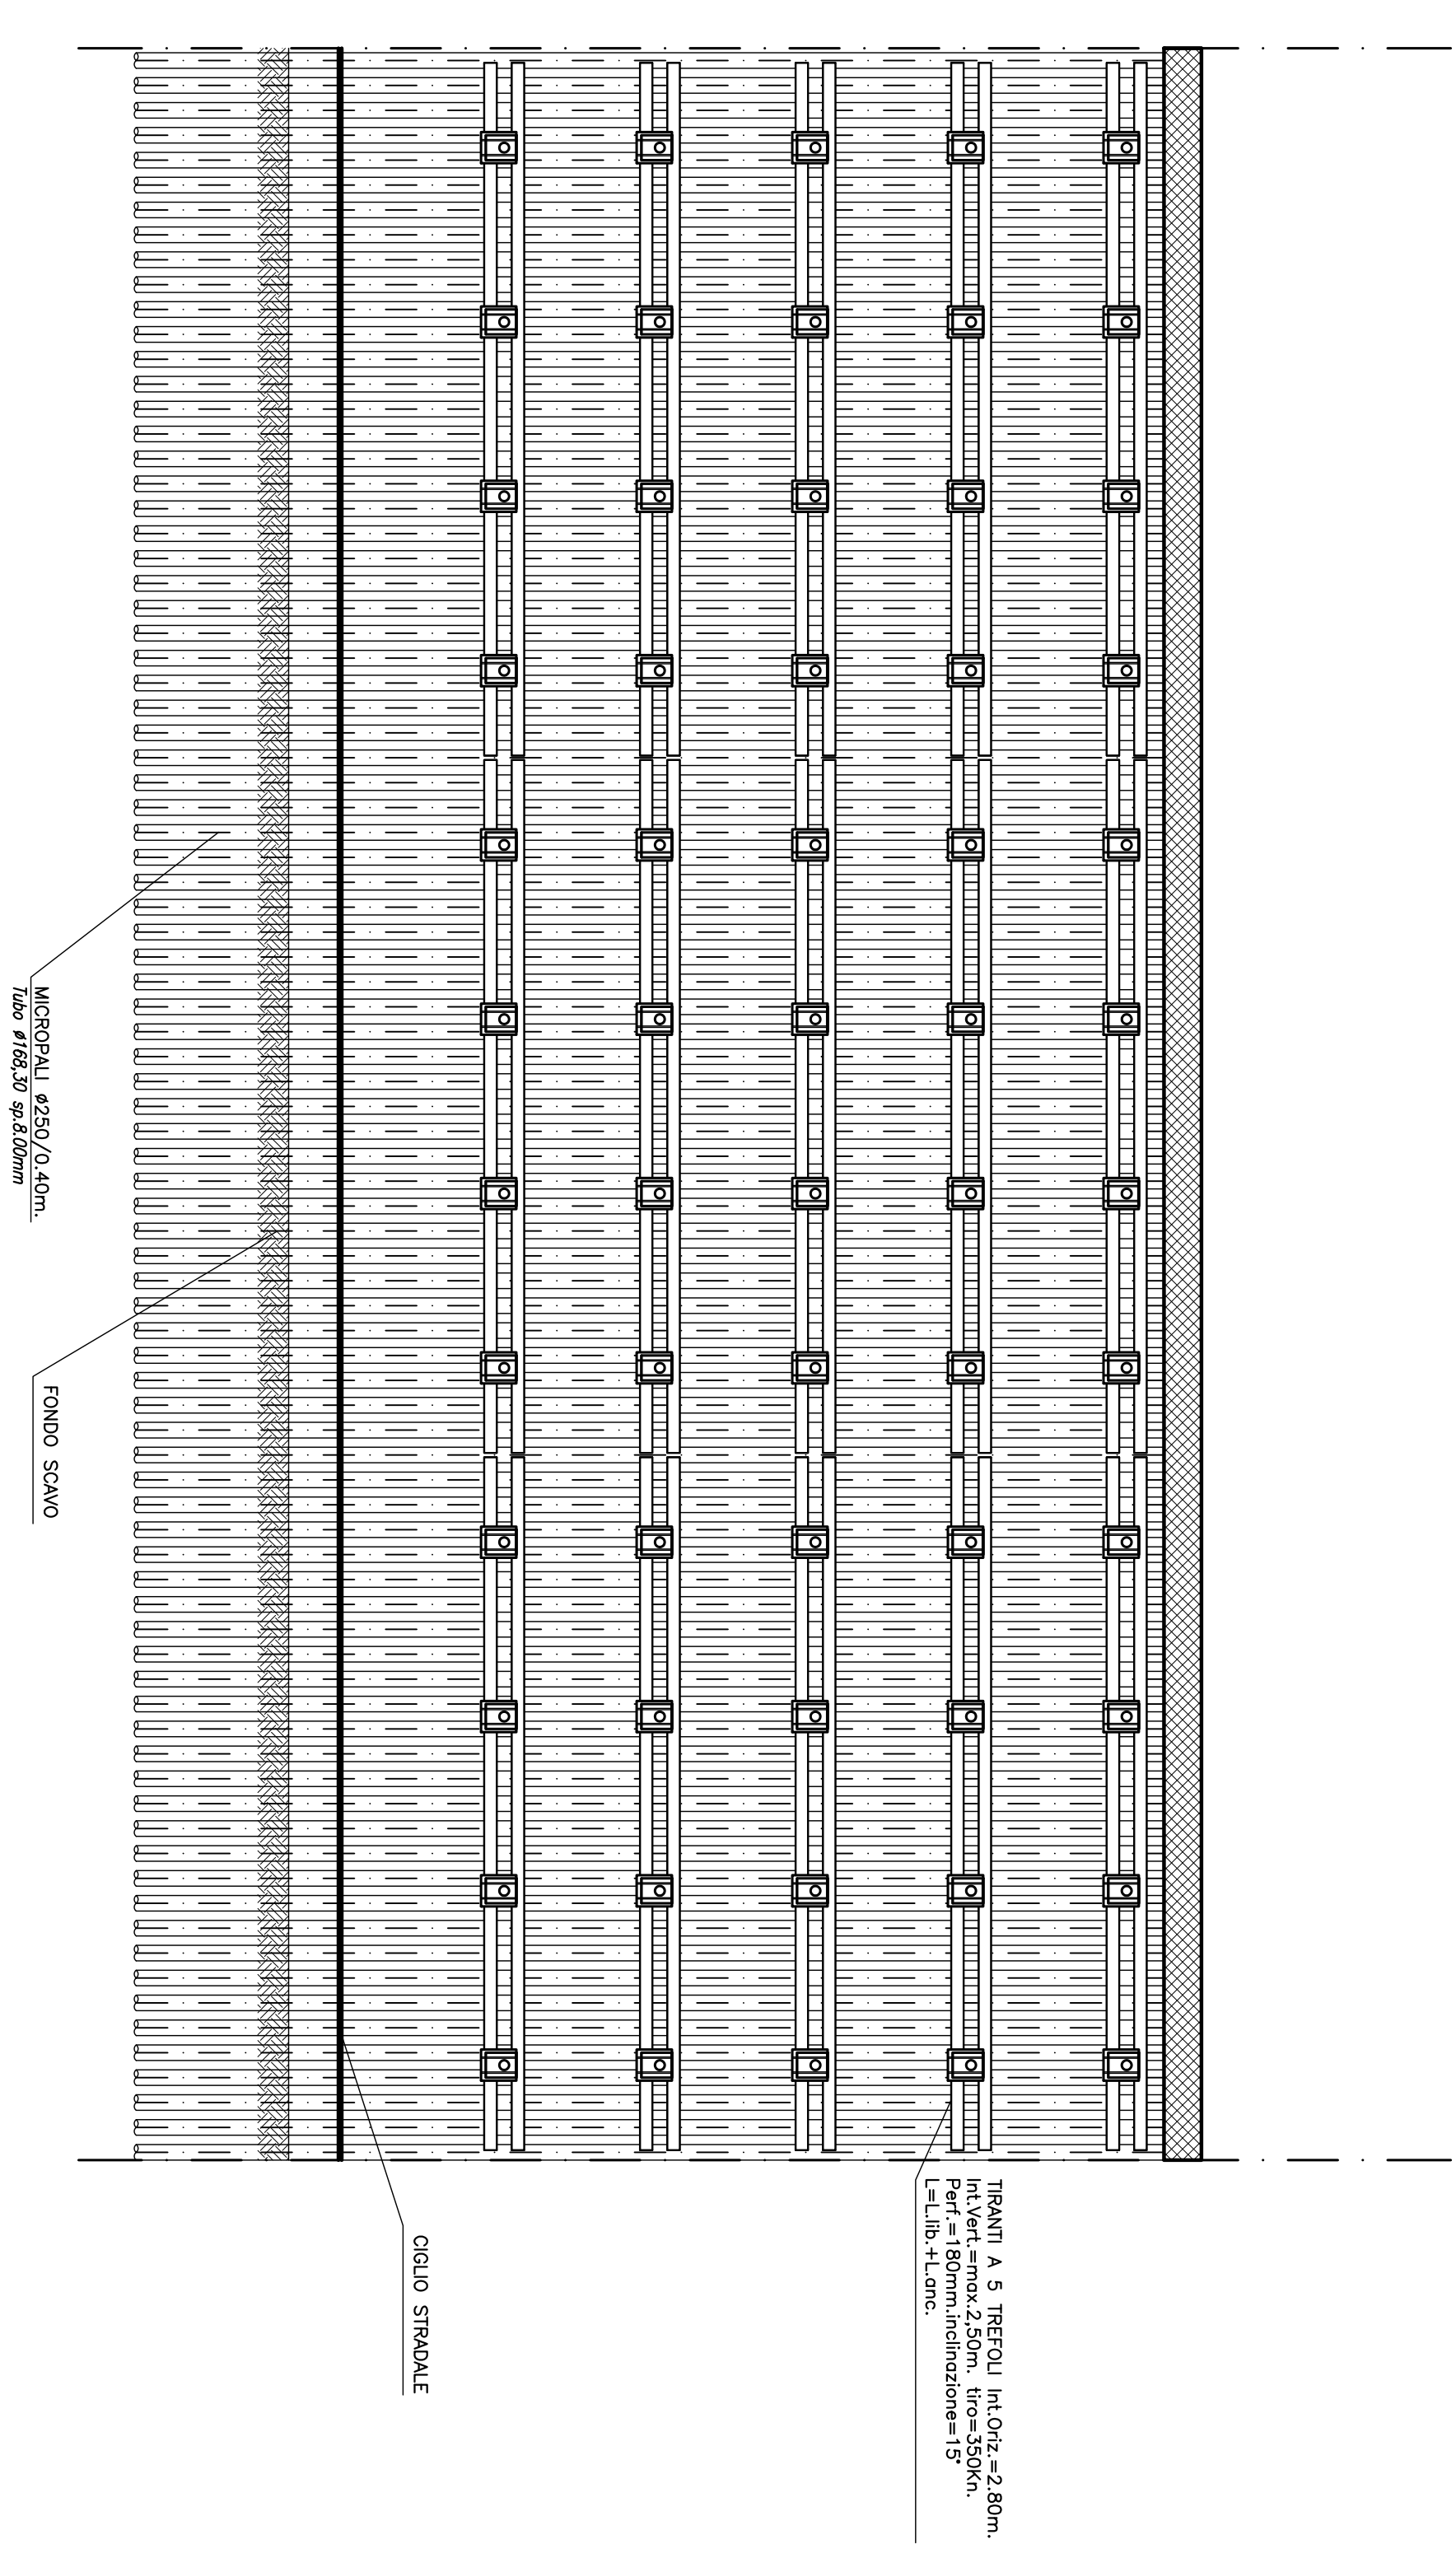 TIRANTI A 5 TREFOLI Int.Oriz.=2.80m.
Int.Vert.=max.2,50m. tiro=350Kn.
Perf.=180mm.inclinazione=15°
L=L.lib.+L.anc.
CIGLIO STRADALE
FONDO SCAVO
MICROPALI ø250/0.40m.
Tubo ø168,30 sp.8.00mm